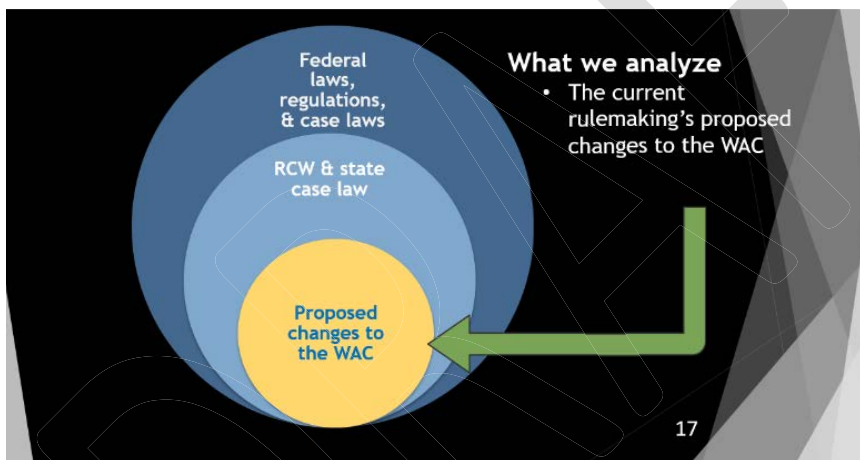 Federal
laws,
regulations,
& case laws
RCW & state
case law
Proposed
changes to
the WAC
What we analyze
• The current
rulemaking's proposed
changes to the WAC
17